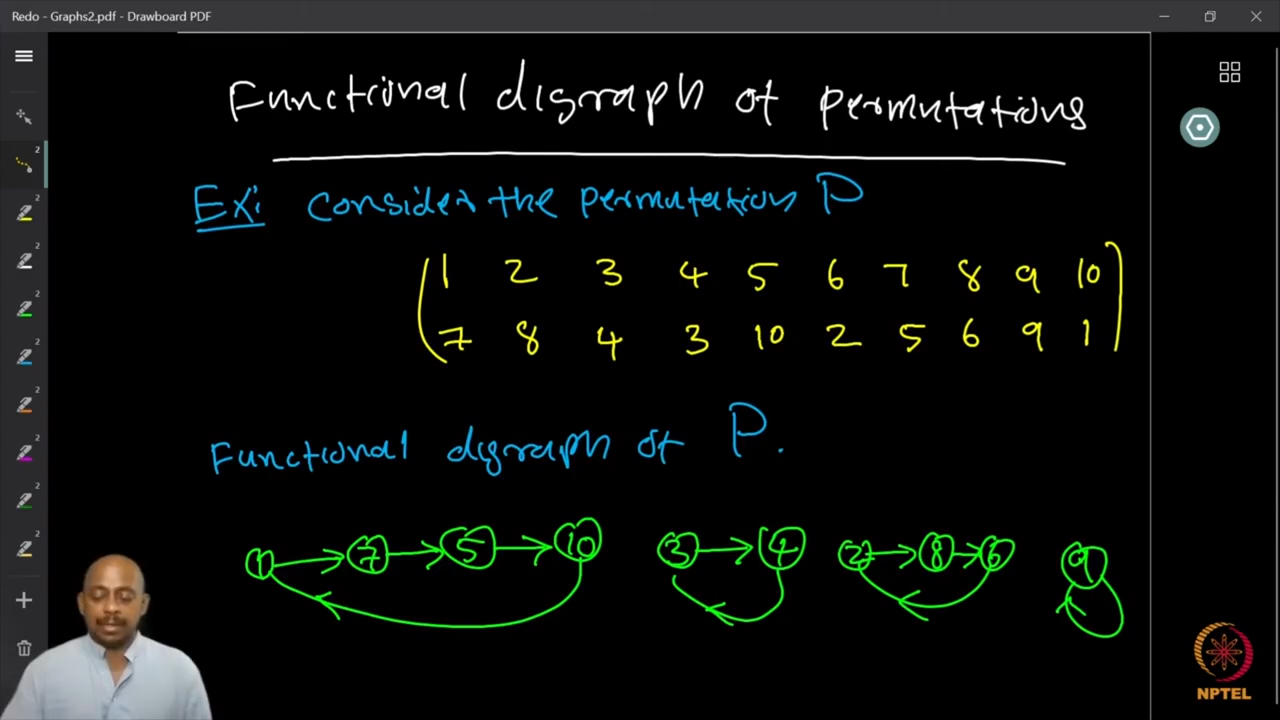 Redo - Graphs2.pdf - Drawboard PDF
Functional digraph of permutations
Ex: Consider the permutation P
1 2 3 4 5 6 7 8 9 10
7 8 4 3 10 2 5 6 9 1
Functional digraph of P.
1 7 5 10 3 4 2 8 6 9
NPTEL